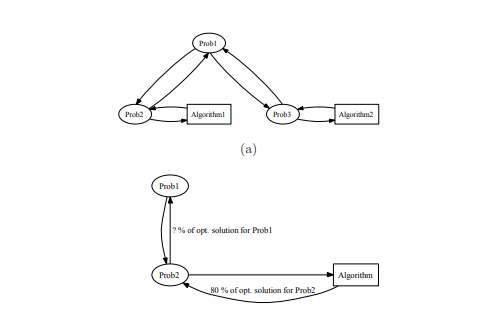 Prob1
Prob2
Algorithm1
Prob3
Algorithm2
(a)
Prob1
? % of opt. solution for Prob1
Prob2
Algorithm
80 % of opt. solution for Prob2